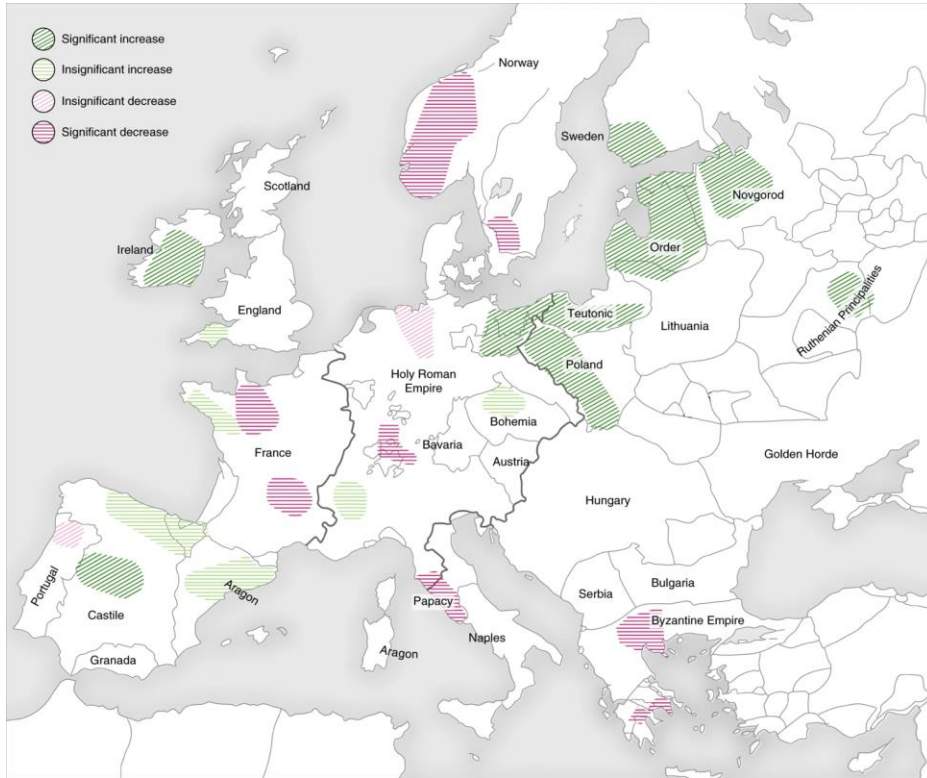 Significant increase
Insignificant increase
Insignificant decrease
Significant decrease
Norway
Sweden
Scotland
Novgorod
Ireland
Order
England
Teutonic
Lithuania
Ruthenian Principalities
Holy Roman
Empire
Poland
Bohemia
France
Bavaria
Golden Horde
Austria
Hungary
Portugal
Aragon
Castile
Papacy
Serbia
Bulgaria
Byzantine Empire
Naples
Aragon
Granada